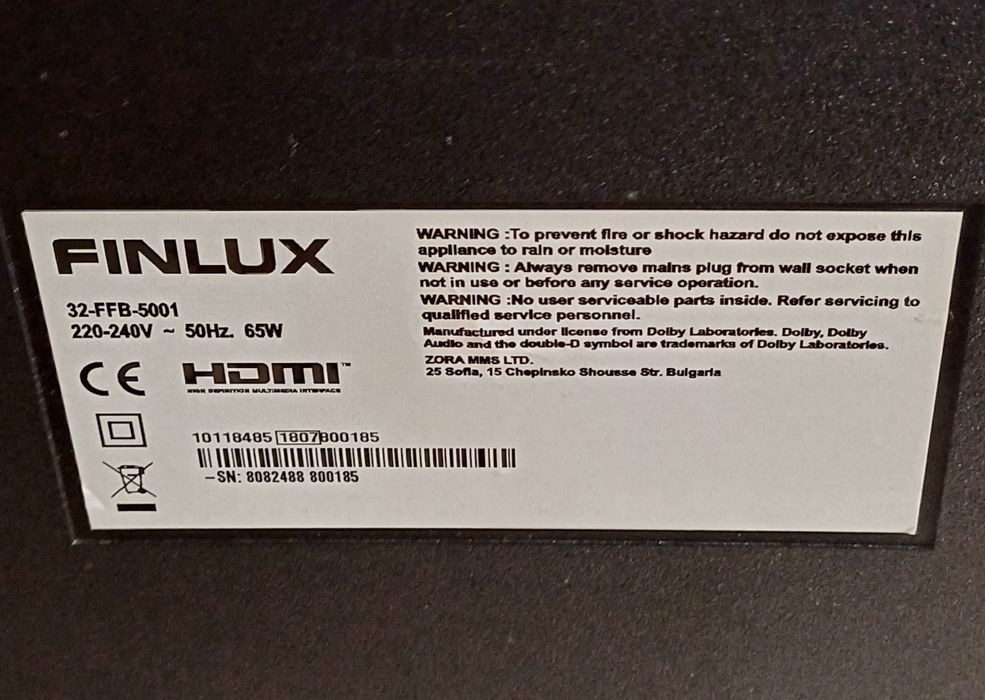 FINLUX
32-FFB-5001
220-240V ~ 50Hz. 65W
CE HDMI™
HIGH DEFINITION MULTIMEDIA INTERFACE
10118485 1807 800185
-SN: 8082488 800185
WARNING :To prevent fire or shock hazard do not expose this
appliance to rain or moisture
WARNING : Always remove mains plug from wall socket when
not in use or before any service operation.
WARNING :No user serviceable parts inside. Refer servicing to
qualified service personnel.
Manufactured under license from Dolby Laboratories. Dolby, Dolby
Audio and the double-D symbol are trademarks of Dolby Laboratories.
ZORA MMS LTD.
25 Sofia, 15 Chepinsko Shousse Str. Bulgaria